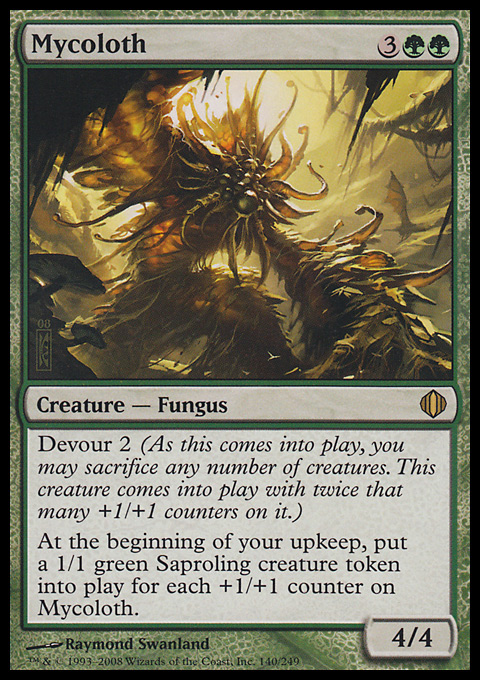 Mycoloth 3
08
Creature — Fungus
Devour 2 (As this comes into play, you
may sacrifice any number of creatures. This
creature comes into play with twice that
many +1/+1 counters on it.)
At the beginning of your upkeep, put
a 1/1 green Saproling creature token
into play for each +1/+1 counter on
Mycoloth.
Raymond Swanland
4/4
™ & © 1993–2008 Wizards of the Coast, Inc. 140/249